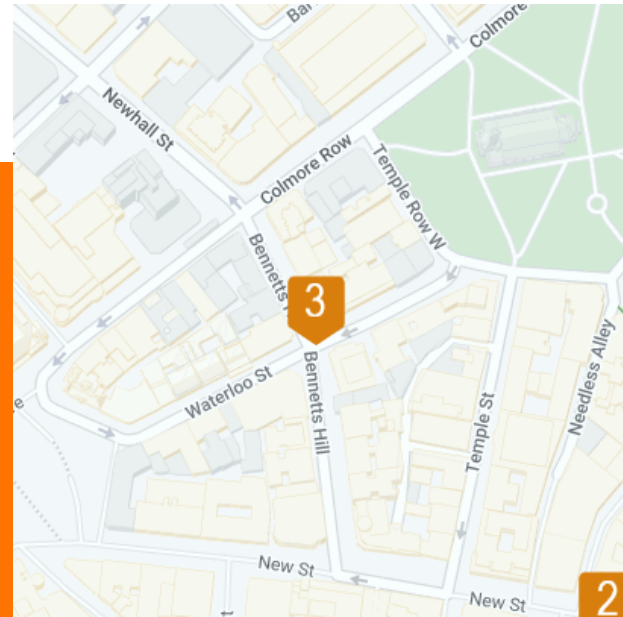 Colmore
Newhall St
Colmore Row
Temple Row W
Bennetts
3
Needless Alley
Waterloo St
Bennetts Hill
Temple St
New St
New St
2